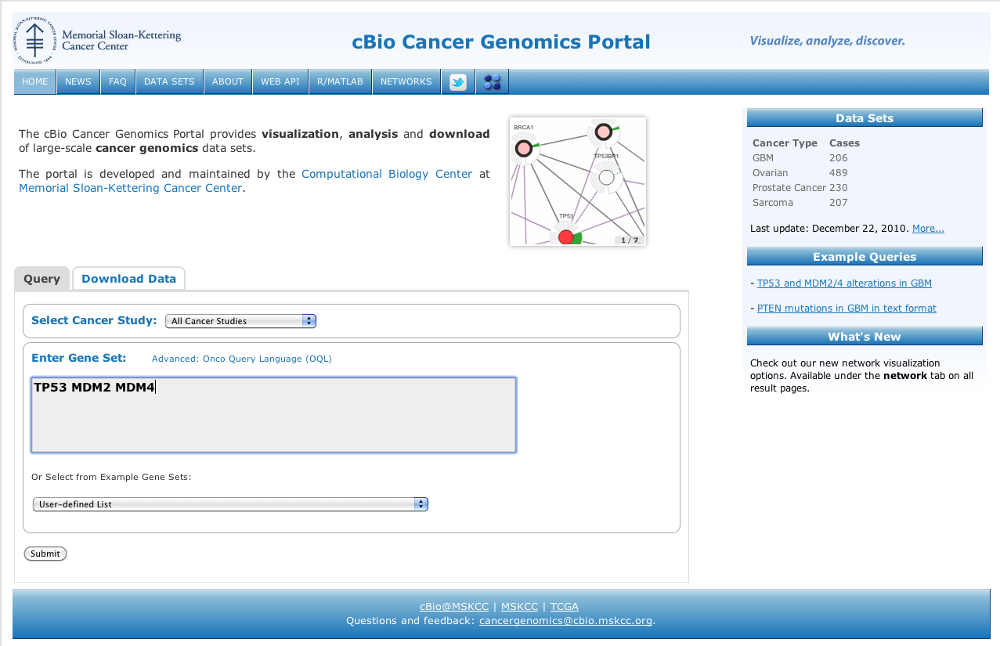 MEMORIAL SLOAN-KETTERING CANCER CENTER · ESTABLISHED 1884 ·
Memorial Sloan-Kettering
Cancer Center
cBio Cancer Genomics Portal
Visualize, analyze, discover.
HOME NEWS FAQ DATA SETS ABOUT WEB API R/MATLAB NETWORKS
The cBio Cancer Genomics Portal provides visualization, analysis and download
of large-scale cancer genomics data sets.
The portal is developed and maintained by the Computational Biology Center at
Memorial Sloan-Kettering Cancer Center.
BRCA1
TP53BP1
TP53
1 / 7
Data Sets
Cancer Type Cases
GBM 206
Ovarian 489
Prostate Cancer 230
Sarcoma 207
Last update: December 22, 2010. More...
Example Queries
- TP53 and MDM2/4 alterations in GBM
- PTEN mutations in GBM in text format
What's New
Check out our new network visualization
options. Available under the network tab on all
result pages.
Query Download Data
Select Cancer Study: All Cancer Studies
Enter Gene Set: Advanced: Onco Query Language (OQL)
TP53 MDM2 MDM4
Or Select from Example Gene Sets:
User-defined List
Submit
cBio@MSKCC | MSKCC | TCGA
Questions and feedback: cancergenomics@cbio.mskcc.org.